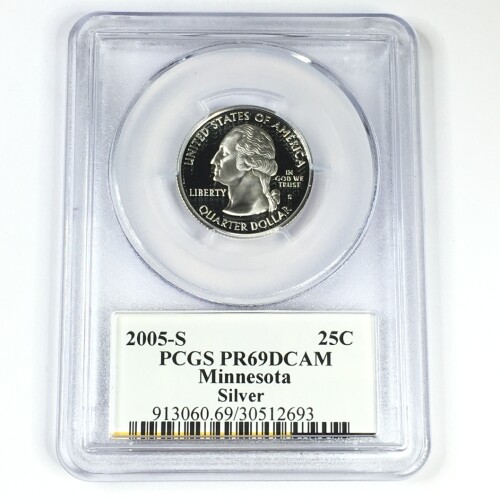 UNITED STATES OF AMERICA
LIBERTY
IN
GOD WE
TRUST
S
QUARTER DOLLAR
2005-S 25C
PCGS PR69DCAM
Minnesota
Silver
913060.69/30512693